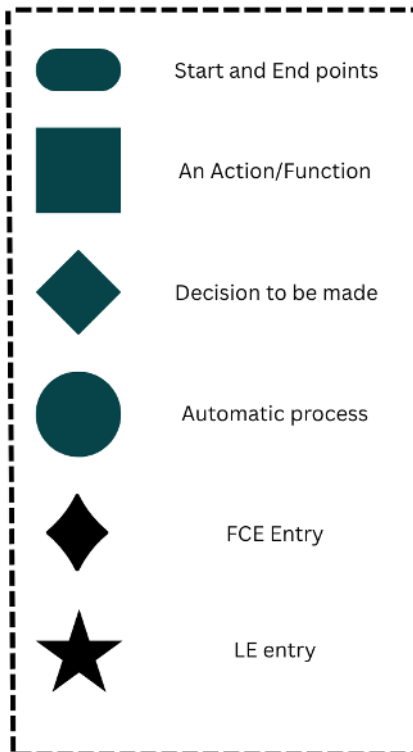 Start and End points
An Action/Function
Decision to be made
Automatic process
FCE Entry
LE entry